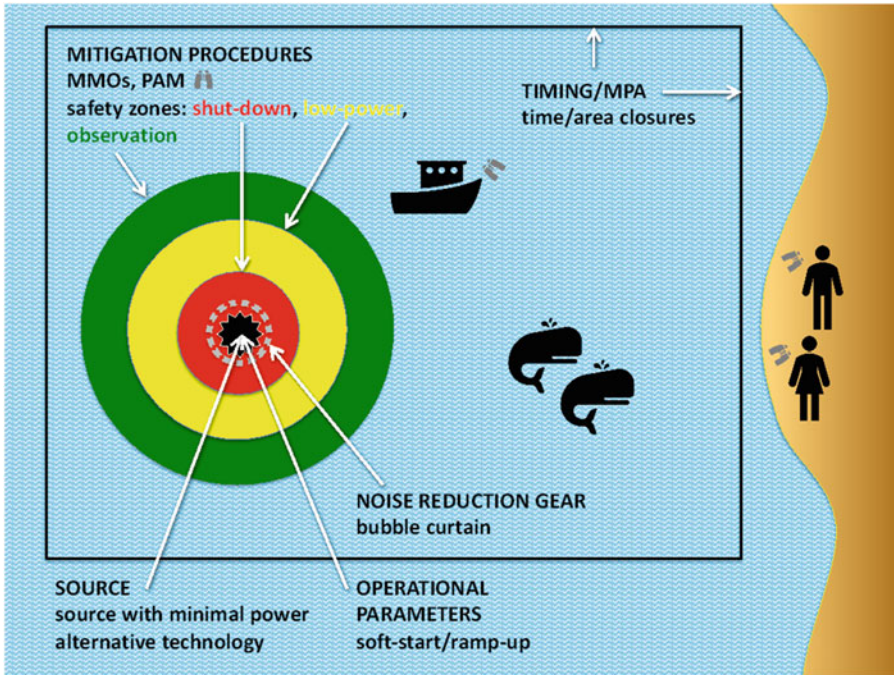 MITIGATION PROCEDURES
MMOs, PAM
safety zones: shut-down, low-power,
observation
TIMING/MPA
time/area closures
NOISE REDUCTION GEAR
bubble curtain
SOURCE
source with minimal power
alternative technology
OPERATIONAL
PARAMETERS
soft-start/ramp-up